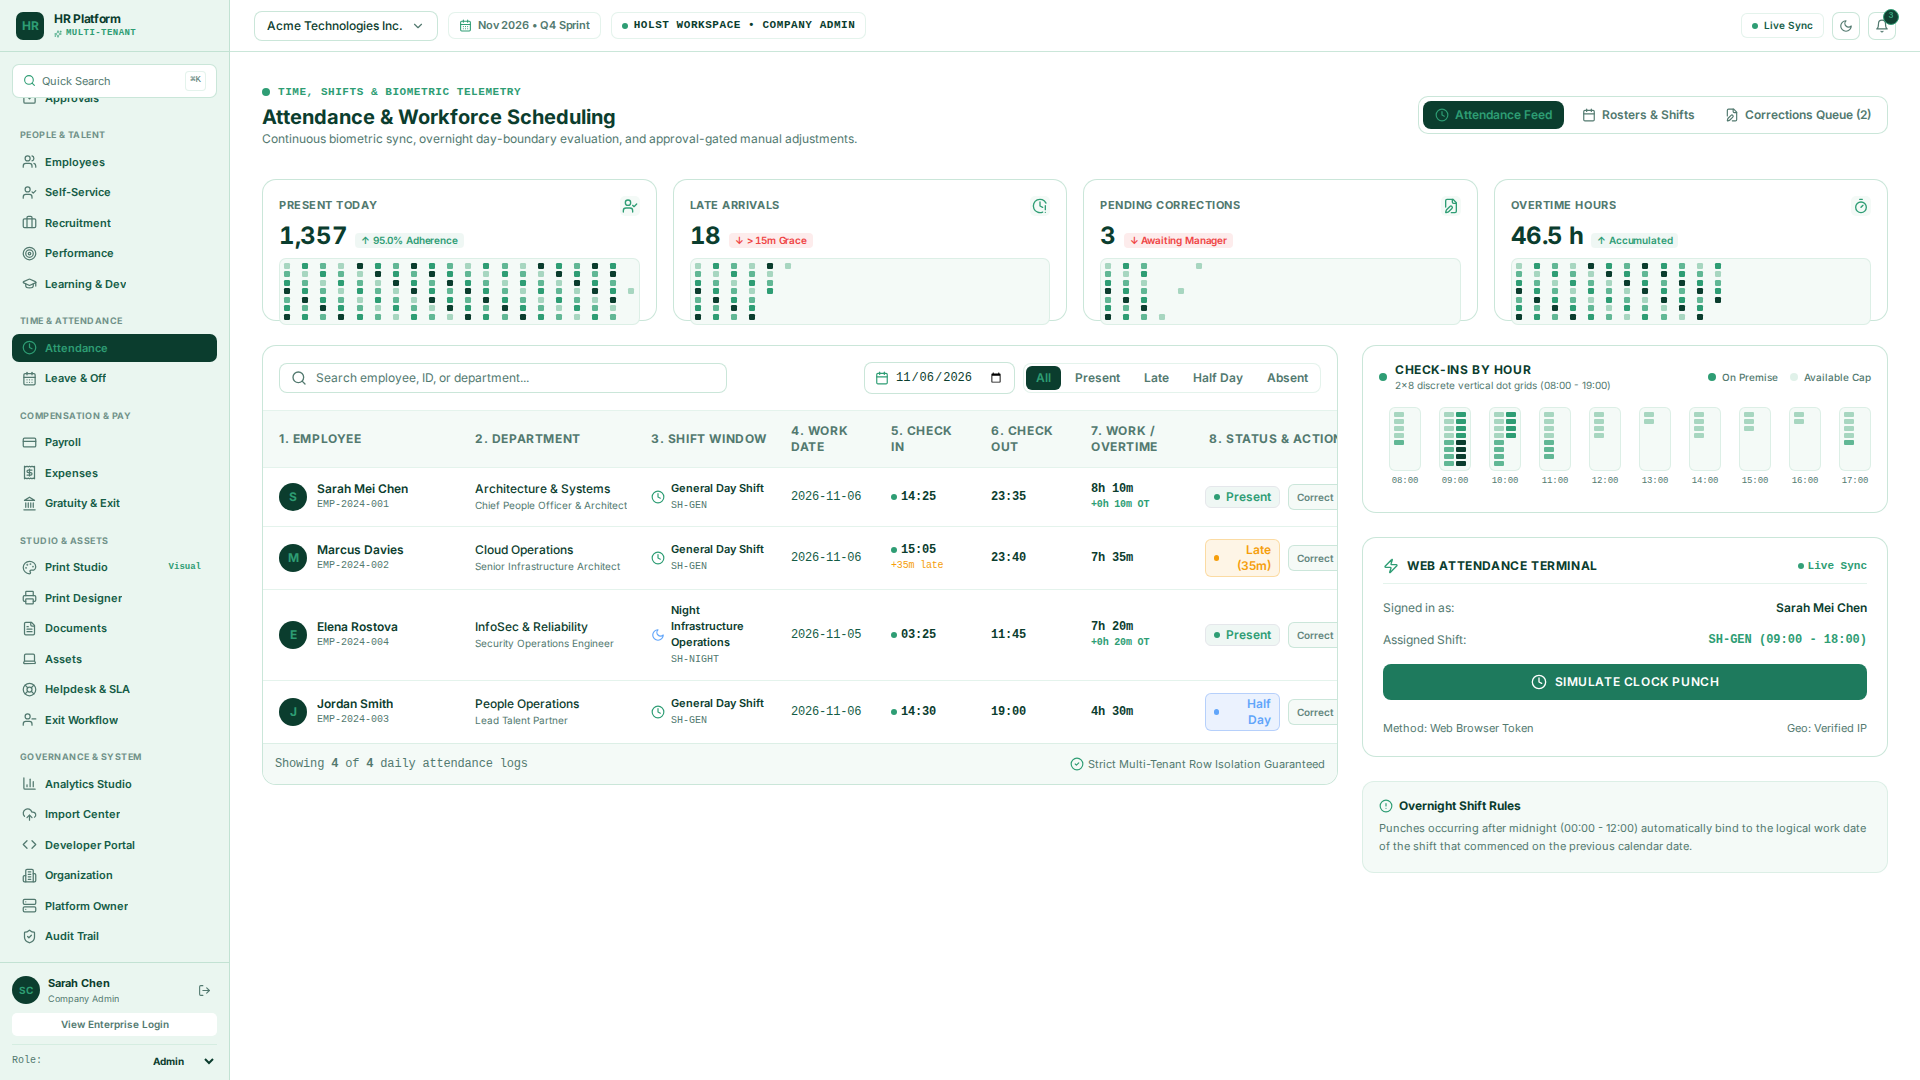 HR
HR Platform
MULTI-TENANT
Quick Search
⌘K
Approvals
PEOPLE & TALENT
Employees
Self-Service
Recruitment
Performance
Learning & Dev
TIME & ATTENDANCE
Attendance
Leave & Off
COMPENSATION & PAY
Payroll
Expenses
Gratuity & Exit
STUDIO & ASSETS
Print Studio
Visual
Print Designer
Documents
Assets
Helpdesk & SLA
Exit Workflow
GOVERNANCE & SYSTEM
Analytics Studio
Import Center
Developer Portal
Organization
Platform Owner
Audit Trail
SC
Sarah Chen
Company Admin
View Enterprise Login
Role:
Admin
Acme Technologies Inc.
Nov 2026 • Q4 Sprint
HOLST WORKSPACE • COMPANY ADMIN
Live Sync
3
TIME, SHIFTS & BIOMETRIC TELEMETRY
Attendance & Workforce Scheduling
Continuous biometric sync, overnight day-boundary evaluation, and approval-gated manual adjustments.
Attendance Feed
Rosters & Shifts
Corrections Queue (2)
PRESENT TODAY
1,357
↑ 95.0% Adherence
LATE ARRIVALS
18
↓ > 15m Grace
PENDING CORRECTIONS
3
↓ Awaiting Manager
OVERTIME HOURS
46.5 h
↑ Accumulated
Search employee, ID, or department...
11/06/2026
All
Present
Late
Half Day
Absent
1. EMPLOYEE
2. DEPARTMENT
3. SHIFT WINDOW
4. WORK DATE
5. CHECK IN
6. CHECK OUT
7. WORK / OVERTIME
8. STATUS & ACTION
S
Sarah Mei Chen
EMP-2024-001
Architecture & Systems
Chief People Officer & Architect
General Day Shift
SH-GEN
2026-11-06
14:25
23:35
8h 10m
+0h 10m OT
Present
Correct
M
Marcus Davies
EMP-2024-002
Cloud Operations
Senior Infrastructure Architect
General Day Shift
SH-GEN
2026-11-06
15:05
+35m late
23:40
7h 35m
Late (35m)
Correct
E
Elena Rostova
EMP-2024-004
InfoSec & Reliability
Security Operations Engineer
Night
Infrastructure
Operations
SH-NIGHT
2026-11-05
03:25
11:45
7h 20m
+0h 20m OT
Present
Correct
J
Jordan Smith
EMP-2024-003
People Operations
Lead Talent Partner
General Day Shift
SH-GEN
2026-11-06
14:30
19:00
4h 30m
Half Day
Correct
Showing 4 of 4 daily attendance logs
Strict Multi-Tenant Row Isolation Guaranteed
CHECK-INS BY HOUR
2×8 discrete vertical dot grids (08:00 - 19:00)
On Premise
Available Cap
08:00
09:00
10:00
11:00
12:00
13:00
14:00
15:00
16:00
17:00
WEB ATTENDANCE TERMINAL
Live Sync
Signed in as:
Sarah Mei Chen
Assigned Shift:
SH-GEN (09:00 - 18:00)
SIMULATE CLOCK PUNCH
Method: Web Browser Token
Geo: Verified IP
Overnight Shift Rules
Punches occurring after midnight (00:00 - 12:00) automatically bind to the logical work date
of the shift that commenced on the previous calendar date.